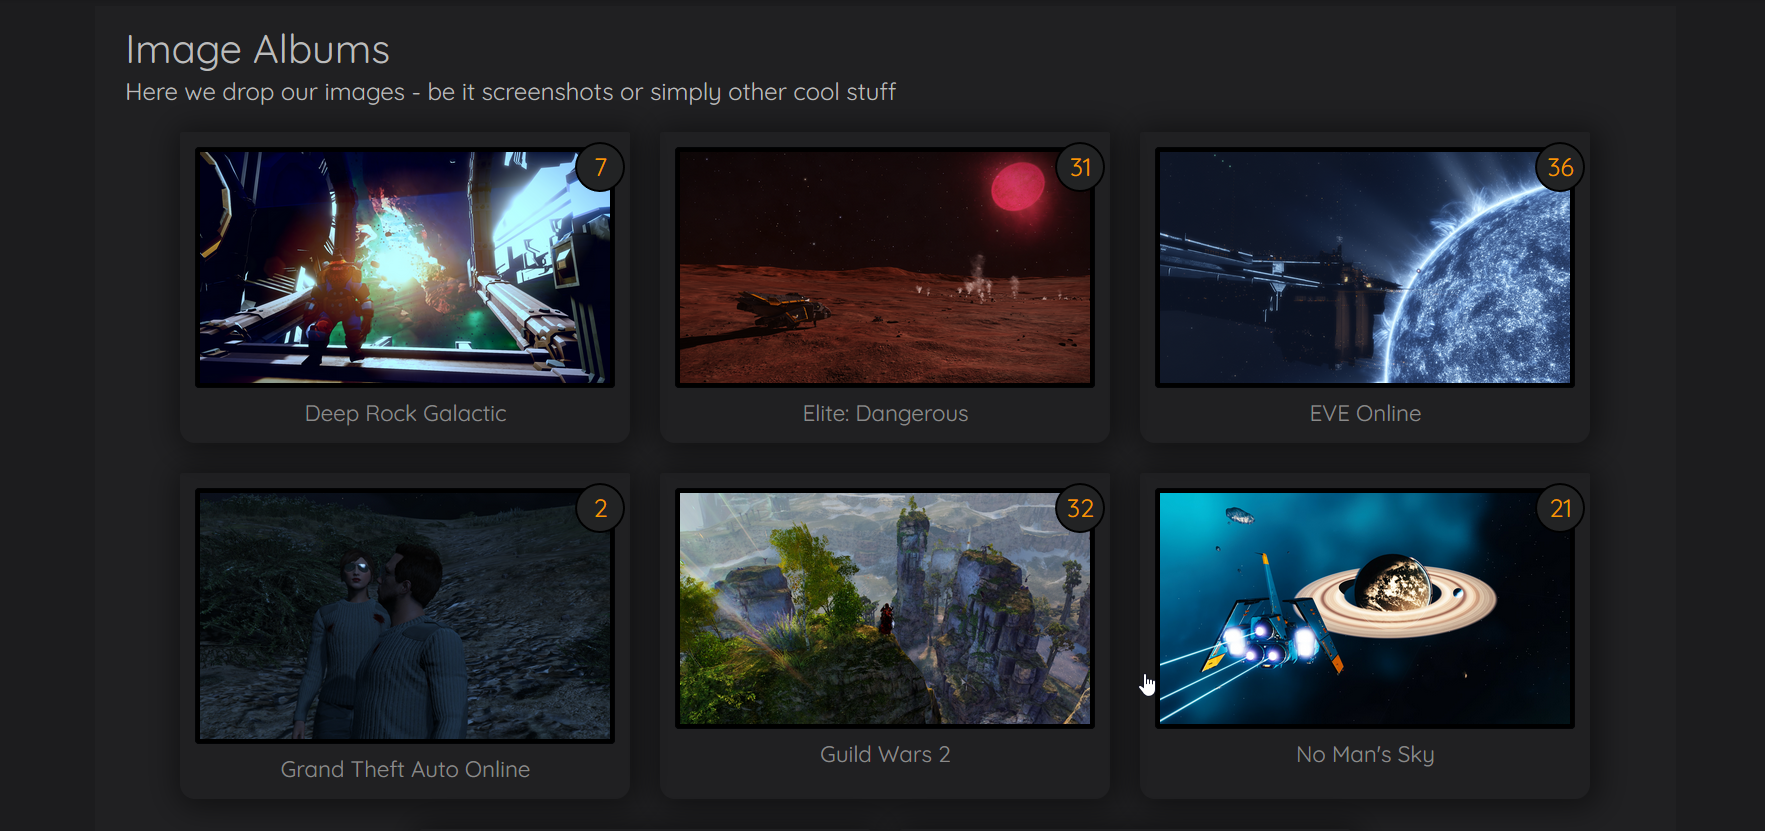 Image Albums
Here we drop our images - be it screenshots or simply other cool stuff
7
31
36
Deep Rock Galactic
Elite: Dangerous
EVE Online
2
32
21
Grand Theft Auto Online
Guild Wars 2
No Man's Sky